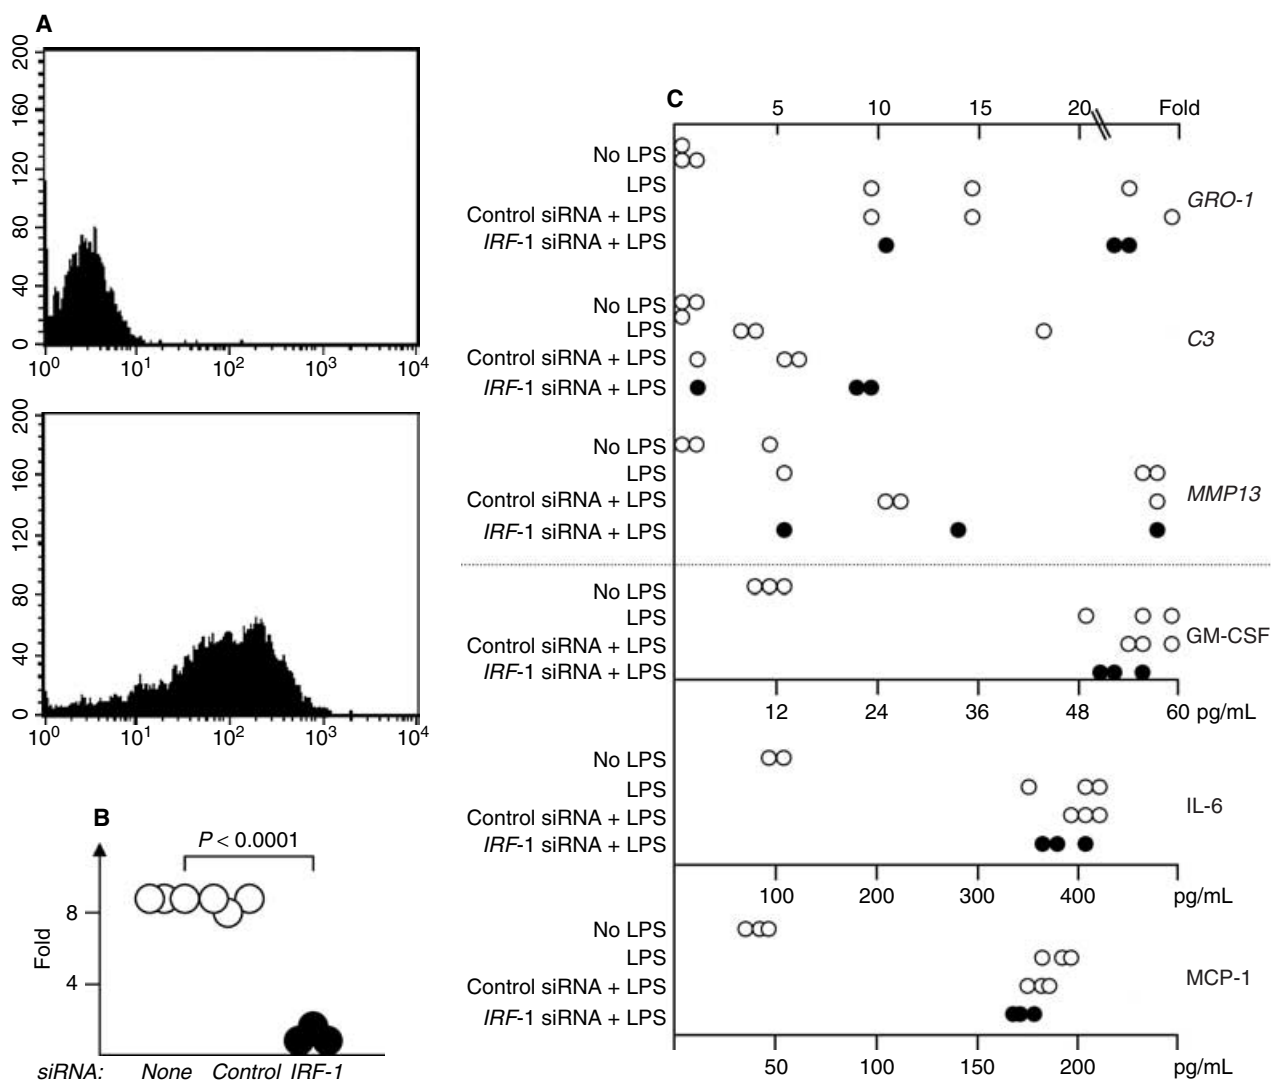 A
200
160
120
80
40
0
10^0 10^1 10^2 10^3 10^4
200
160
120
80
40
0
10^0 10^1 10^2 10^3 10^4
B
P < 0.0001
Fold
8
4
siRNA: None Control IRF-1
C
5 10 15 20 Fold
No LPS
LPS
Control siRNA + LPS
IRF-1 siRNA + LPS
GRO-1
No LPS
LPS
Control siRNA + LPS
IRF-1 siRNA + LPS
C3
No LPS
LPS
Control siRNA + LPS
IRF-1 siRNA + LPS
MMP13
No LPS
LPS
Control siRNA + LPS
IRF-1 siRNA + LPS
GM-CSF
12 24 36 48 60 pg/mL
No LPS
LPS
Control siRNA + LPS
IRF-1 siRNA + LPS
IL-6
100 200 300 400 pg/mL
No LPS
LPS
Control siRNA + LPS
IRF-1 siRNA + LPS
MCP-1
50 100 150 200 pg/mL